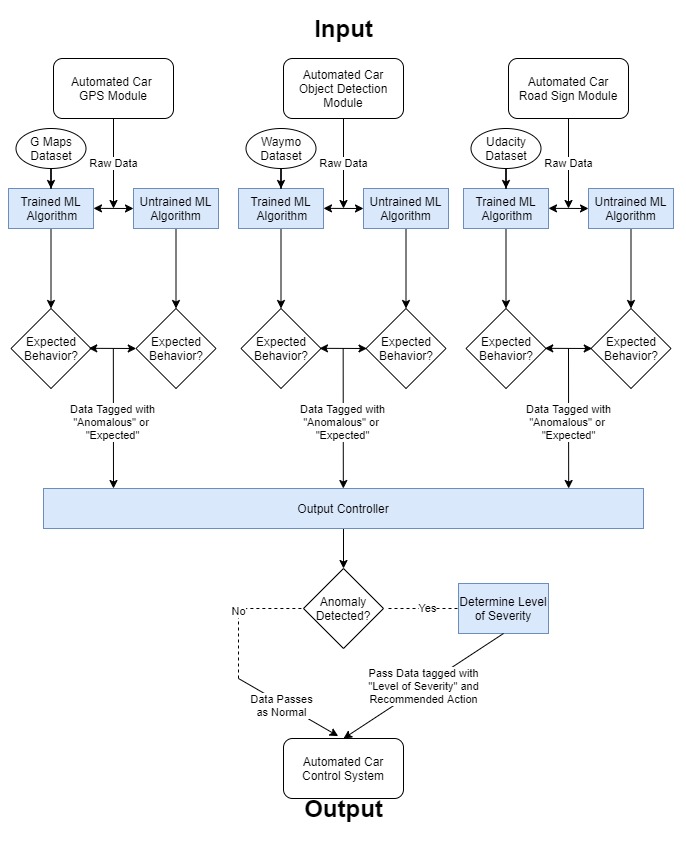 Input
Automated Car
GPS Module
Automated Car
Object Detection
Module
Automated Car
Road Sign Module
G Maps
Dataset
Raw Data
Waymo
Dataset
Raw Data
Udacity
Dataset
Raw Data
Trained ML
Algorithm
Untrained ML
Algorithm
Trained ML
Algorithm
Untrained ML
Algorithm
Trained ML
Algorithm
Untrained ML
Algorithm
Expected
Behavior?
Expected
Behavior?
Expected
Behavior?
Expected
Behavior?
Expected
Behavior?
Expected
Behavior?
Data Tagged with
"Anomalous" or
"Expected"
Data Tagged with
"Anomalous" or
"Expected"
Data Tagged with
"Anomalous" or
"Expected"
Output Controller
No
Anomaly
Detected?
Yes
Determine Level
of Severity
Data Passes
as Normal
Pass Data tagged with
"Level of Severity" and
Recommended Action
Automated Car
Control System
Output